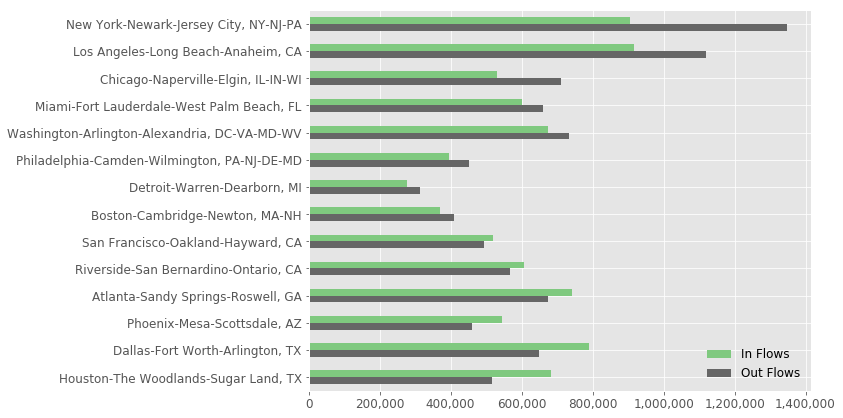 New York-Newark-Jersey City, NY-NJ-PA
Los Angeles-Long Beach-Anaheim, CA
Chicago-Naperville-Elgin, IL-IN-WI
Miami-Fort Lauderdale-West Palm Beach, FL
Washington-Arlington-Alexandria, DC-VA-MD-WV
Philadelphia-Camden-Wilmington, PA-NJ-DE-MD
Detroit-Warren-Dearborn, MI
Boston-Cambridge-Newton, MA-NH
San Francisco-Oakland-Hayward, CA
Riverside-San Bernardino-Ontario, CA
Atlanta-Sandy Springs-Roswell, GA
Phoenix-Mesa-Scottsdale, AZ
Dallas-Fort Worth-Arlington, TX
Houston-The Woodlands-Sugar Land, TX
In Flows
Out Flows
0 200,000 400,000 600,000 800,000 1,000,000 1,200,000 1,400,000